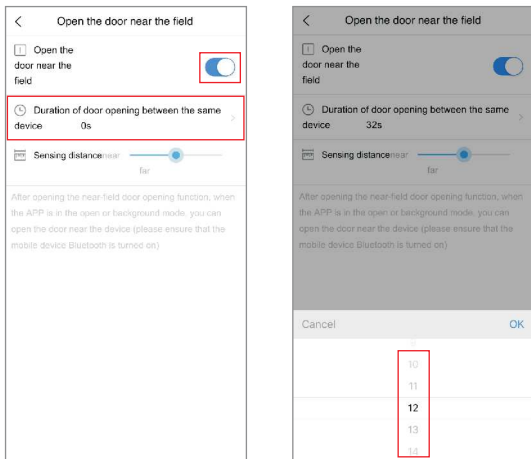 Open the door near the field
Open the
door near the
field
Duration of door opening between the same
device 0s
Sensing distance near
far
After opening the near-field door opening function, when
the APP is in the open or background mode, you can
open the door near the device (please ensure that the
mobile device Bluetooth is turned on)
Open the door near the field
Open the
door near the
field
Duration of door opening between the same
device 32s
Sensing distance near
far
After opening the near-field door opening function, when
the APP is in the open or background mode, you can
open the door near the device (please ensure that the
mobile device Bluetooth is turned on)
Cancel OK
10
11
12
13
14